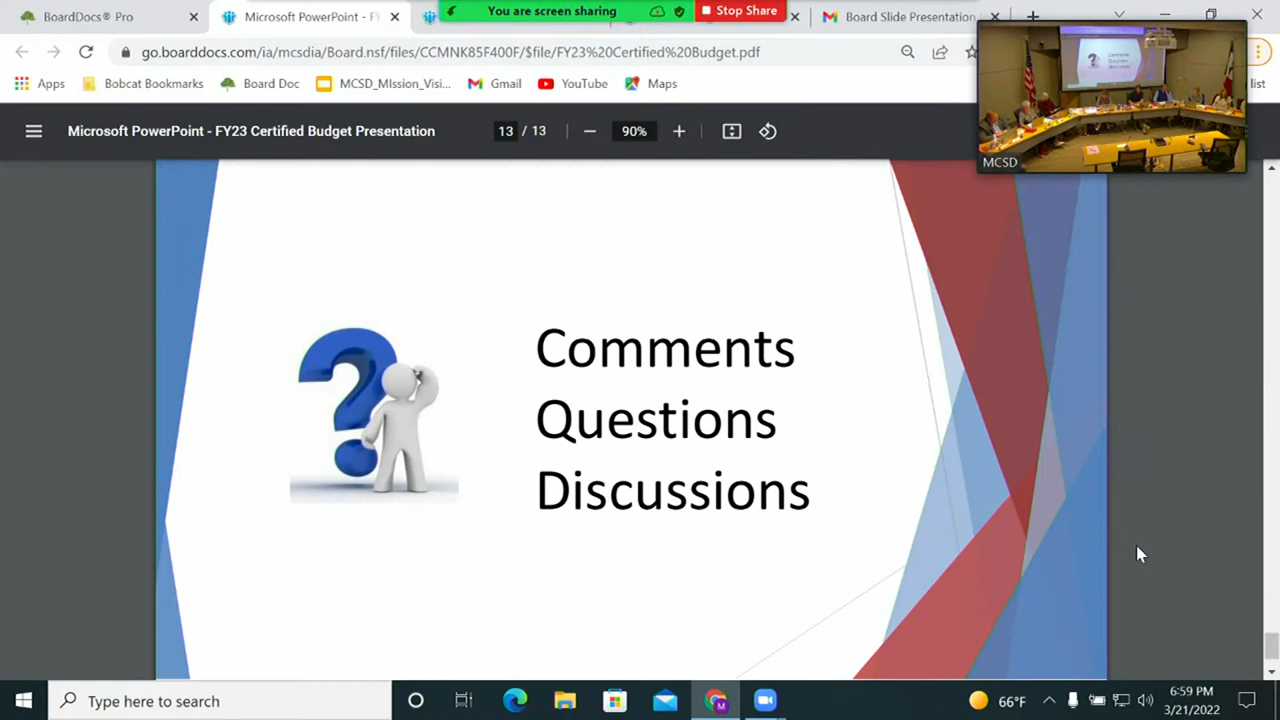 BoardDocs® Pro
Microsoft PowerPoint - FY
You are screen sharing
Stop Share
Board Slide Presentation
go.boarddocs.com/ia/mcsdia/Board.nsf/files/CCMNKS5F400F/$file/FY23%20Certified%20Budget.pdf
Apps
Bobcat Bookmarks
Board Doc
MCSD_MIssion_Visi...
Gmail
YouTube
Maps
list
Microsoft PowerPoint - FY23 Certified Budget Presentation
13 / 13
90%
MCSD
Comments
Questions
Discussions
Type here to search
66°F
6:59 PM
3/21/2022